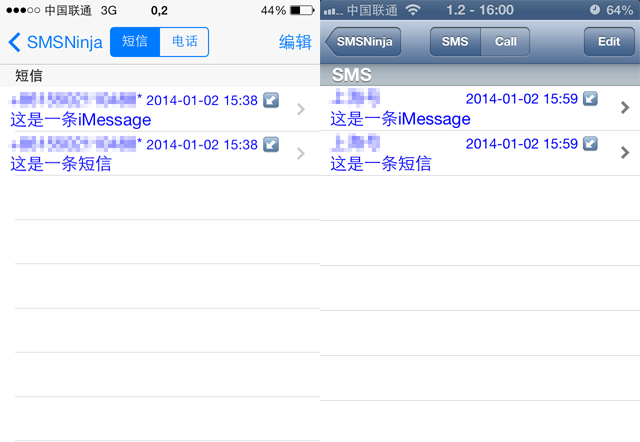 中国联通 3G 0,2 44%
SMSNinja 短信 电话 编辑
短信
* 2014-01-02 15:38
这是一条iMessage
* 2014-01-02 15:38
这是一条短信
中国联通 1.2 - 16:00 64%
SMSNinja SMS Call Edit
SMS
2014-01-02 15:59
这是一条iMessage
2014-01-02 15:59
这是一条短信